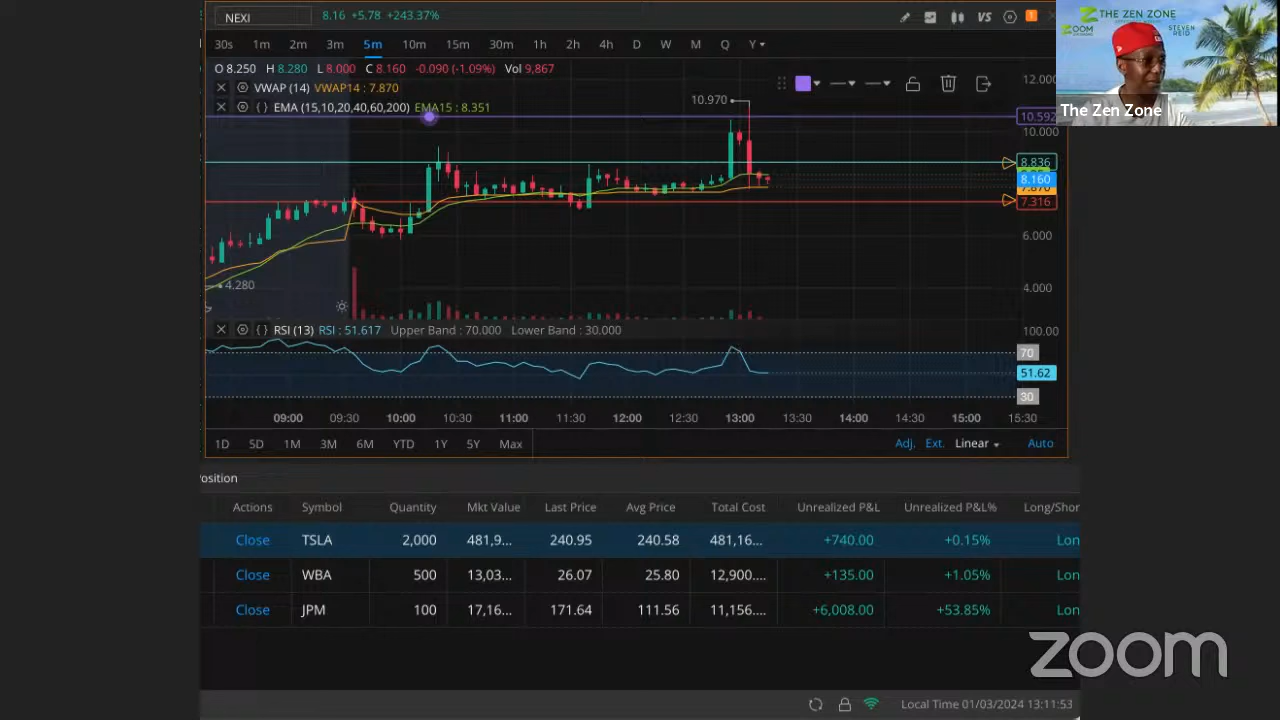 NEXI 8.16 +5.78 +243.37% VS T
30s 1m 2m 3m 5m 10m 15m 30m 1h 2h 4h D W M Q Y
O 8.250 H 8.280 L 8.000 C 8.160 -0.090 (-1.09%) Vol 9,867
VWAP (14) VWAP14 : 7.870
EMA (15,10,20,40,60,200) EMA15 : 8.351
10.970
4.280
12.000
10.592
10.000
8.836
8.160
7.870
7.316
6.000
4.000
RSI (13) RSI : 51.617 Upper Band : 70.000 Lower Band : 30.000
100.00
70
51.62
30
09:00 09:30 10:00 10:30 11:00 11:30 12:00 12:30 13:00 13:30 14:00 14:30 15:00 15:30
1D 5D 1M 3M 6M YTD 1Y 5Y Max Adj. Ext. Linear Auto
THE ZEN ZONE
ZOOM
STEVEN
REID
The Zen Zone
osition
Actions Symbol Quantity Mkt Value Last Price Avg Price Total Cost Unrealized P&L Unrealized P&L% Long/Shor
Close TSLA 2,000 481,9... 240.95 240.58 481,16... +740.00 +0.15% Lon
Close WBA 500 13,03... 26.07 25.80 12,900.... +135.00 +1.05% Lon
Close JPM 100 17,16... 171.64 111.56 11,156.... +6,008.00 +53.85% Lon
zoom
Local Time 01/03/2024 13:11:53